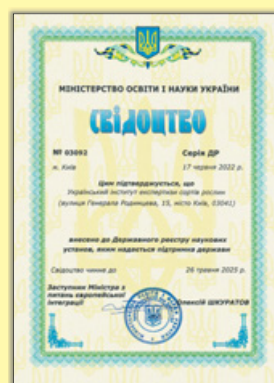 МІНІСТЕРСТВО ОСВІТИ І НАУКИ УКРАЇНИ
СВІДОЦТВО
№ 03092 Серія ДР
м. Київ 17 червня 2022 р.
Цим підтверджується, що
Український інститут експертизи сортів рослин
(вулиця Генерала Родимцева, 15, місто Київ, 03041)
внесено до Державного реєстру наукових
установ, яким надається підтримка держави
Свідоцтво чинне до 26 травня 2025 р.
Заступник Міністра з
питань європейської
інтеграції Олексій ШКУРАТОВ